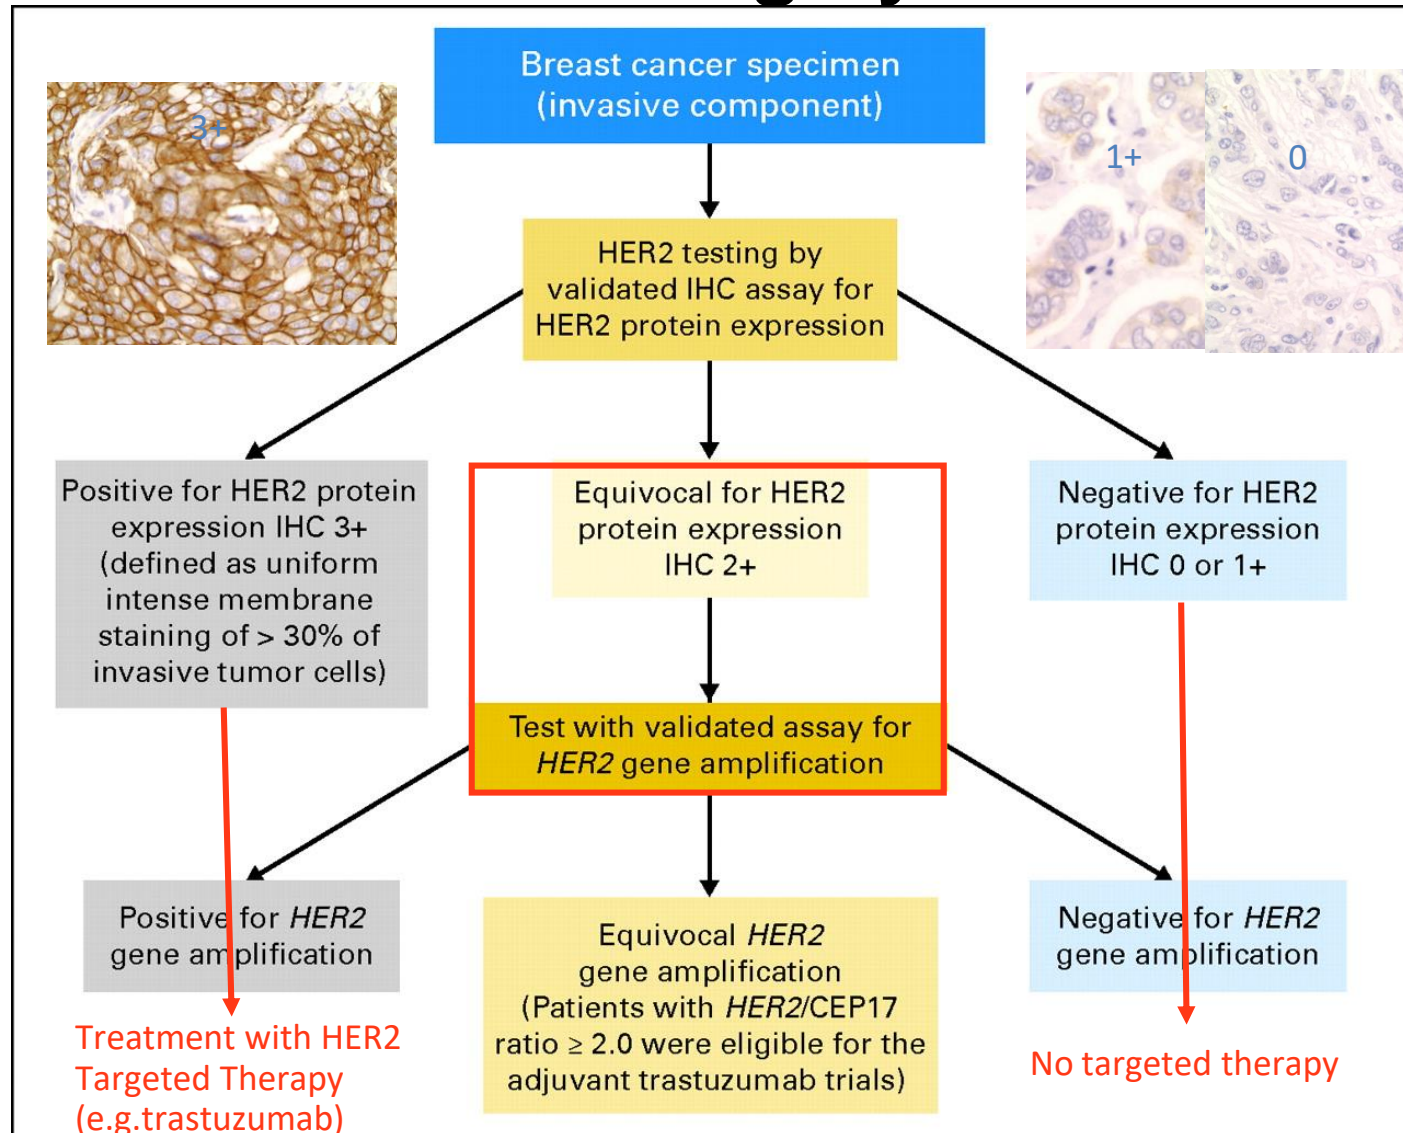 Breast cancer specimen
(invasive component)
3+
1+
0
HER2 testing by
validated IHC assay for
HER2 protein expression
Positive for HER2 protein
expression IHC 3+
(defined as uniform
intense membrane
staining of > 30% of
invasive tumor cells)
Equivocal for HER2
protein expression
IHC 2+
Negative for HER2
protein expression
IHC 0 or 1+
Test with validated assay for
HER2 gene amplification
Positive for HER2
gene amplification
Equivocal HER2
gene amplification
(Patients with HER2/CEP17
ratio ≥ 2.0 were eligible for the
adjuvant trastuzumab trials)
Negative for HER2
gene amplification
Treatment with HER2
Targeted Therapy
(e.g.trastuzumab)
No targeted therapy